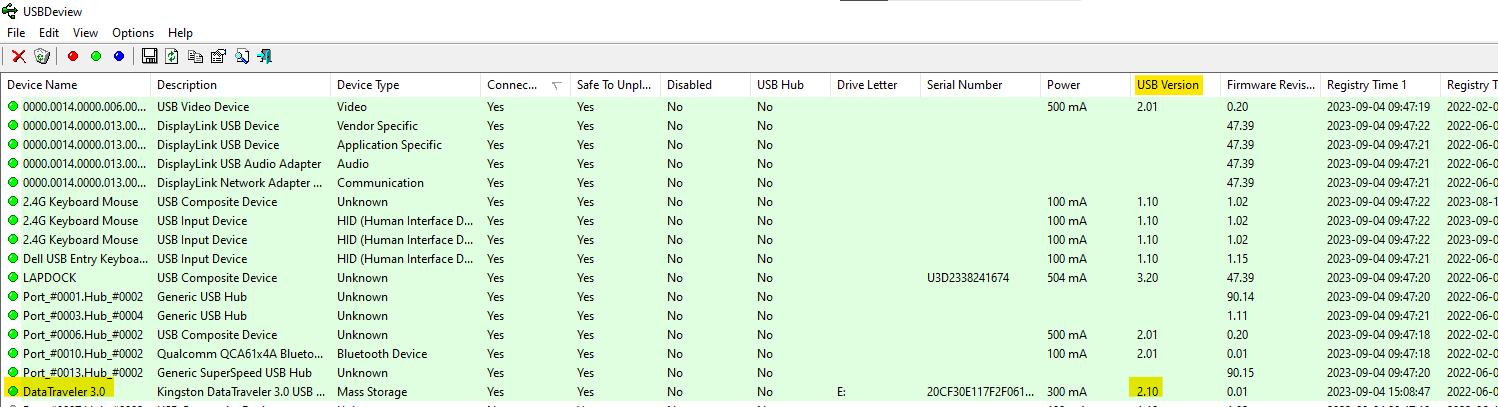 USBDeview
File Edit View Options Help
Device Name Description Device Type Connec... Safe To Unpl... Disabled USB Hub Drive Letter Serial Number Power USB Version Firmware Revis... Registry Time 1 Registry T
0000.0014.0000.006.00... USB Video Device Video Yes Yes No No 500 mA 2.01 0.20 2023-09-04 09:47:19 2022-02-0
0000.0014.0000.013.00... DisplayLink USB Device Vendor Specific Yes Yes No No 47.39 2023-09-04 09:47:22 2022-06-0
0000.0014.0000.013.00... DisplayLink USB Device Application Specific Yes Yes No No 47.39 2023-09-04 09:47:21 2022-06-0
0000.0014.0000.013.00... DisplayLink USB Audio Adapter Audio Yes Yes No No 47.39 2023-09-04 09:47:21 2022-06-0
0000.0014.0000.013.00... DisplayLink Network Adapter ... Communication Yes Yes No No 47.39 2023-09-04 09:47:21 2022-06-0
2.4G Keyboard Mouse USB Composite Device Unknown Yes Yes No No 100 mA 1.10 1.02 2023-09-04 09:47:22 2023-08-1
2.4G Keyboard Mouse USB Input Device HID (Human Interface D... Yes Yes No No 100 mA 1.10 1.02 2023-09-04 09:47:22 2022-06-0
2.4G Keyboard Mouse USB Input Device HID (Human Interface D... Yes Yes No No 100 mA 1.10 1.02 2023-09-04 09:47:22 2022-06-0
Dell USB Entry Keyboa... USB Input Device HID (Human Interface D... Yes Yes No No 100 mA 1.10 1.15 2023-09-04 09:47:21 2022-06-0
LAPDOCK USB Composite Device Unknown Yes Yes No No U3D2338241674 504 mA 3.20 47.39 2023-09-04 09:47:20 2022-06-0
Port_#0001.Hub_#0002 Generic USB Hub Unknown Yes Yes No No 90.14 2023-09-04 09:47:20 2022-06-0
Port_#0003.Hub_#0004 Generic USB Hub Unknown Yes Yes No No 1.11 2023-09-04 09:47:21 2022-06-0
Port_#0006.Hub_#0002 USB Composite Device Unknown Yes Yes No No 500 mA 2.01 0.20 2023-09-04 09:47:18 2022-02-0
Port_#0010.Hub_#0002 Qualcomm QCA61x4A Blueto... Bluetooth Device Yes Yes No No 100 mA 2.01 0.01 2023-09-04 09:47:18 2022-02-0
Port_#0013.Hub_#0002 Generic SuperSpeed USB Hub Unknown Yes Yes No No 90.15 2023-09-04 09:47:20 2022-06-0
DataTraveler 3.0 Kingston DataTraveler 3.0 USB ... Mass Storage Yes Yes No No E: 20CF30E117F2F061... 300 mA 2.10 0.01 2023-09-04 15:08:47 2022-06-0